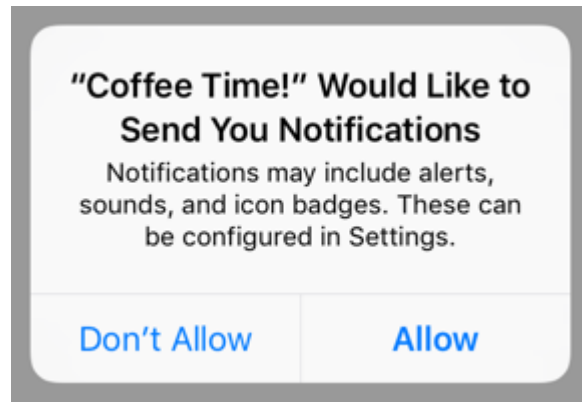 “Coffee Time!” Would Like to
Send You Notifications
Notifications may include alerts,
sounds, and icon badges. These can
be configured in Settings.
Don’t Allow
Allow